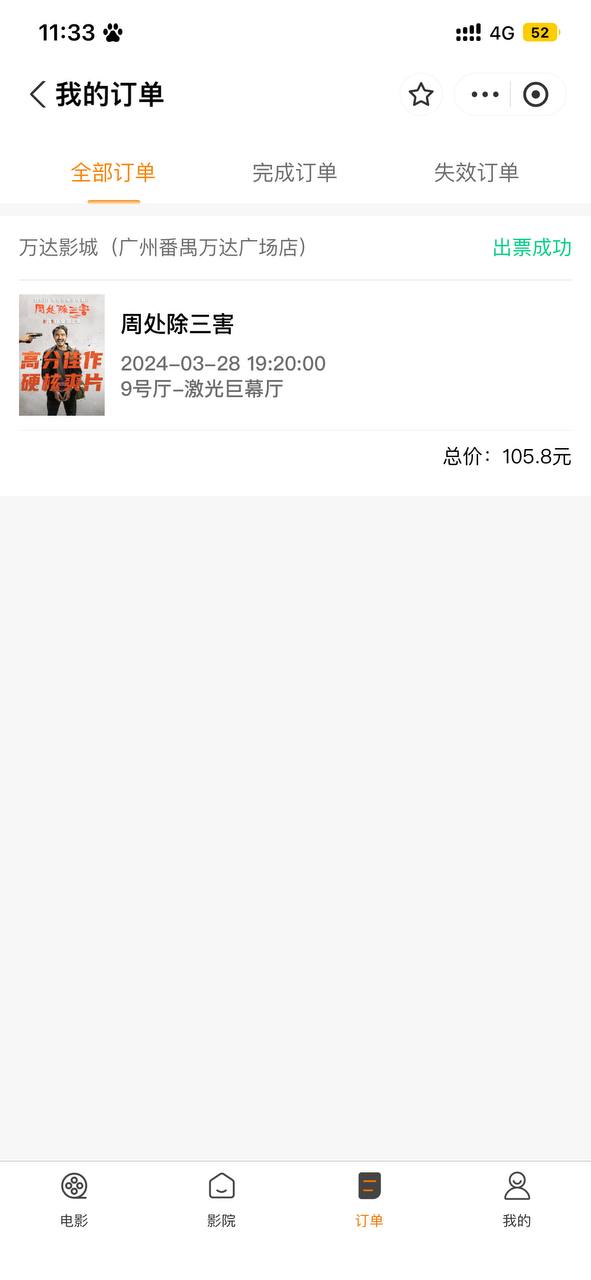 11:33
4G
52
我的订单
全部订单
完成订单
失效订单
万达影城（广州番禺万达广场店）
出票成功
周处除三害
高分佳作
硬核爽片
周处除三害
2024-03-28 19:20:00
9号厅-激光巨幕厅
总价：105.8元
电影
影院
订单
我的